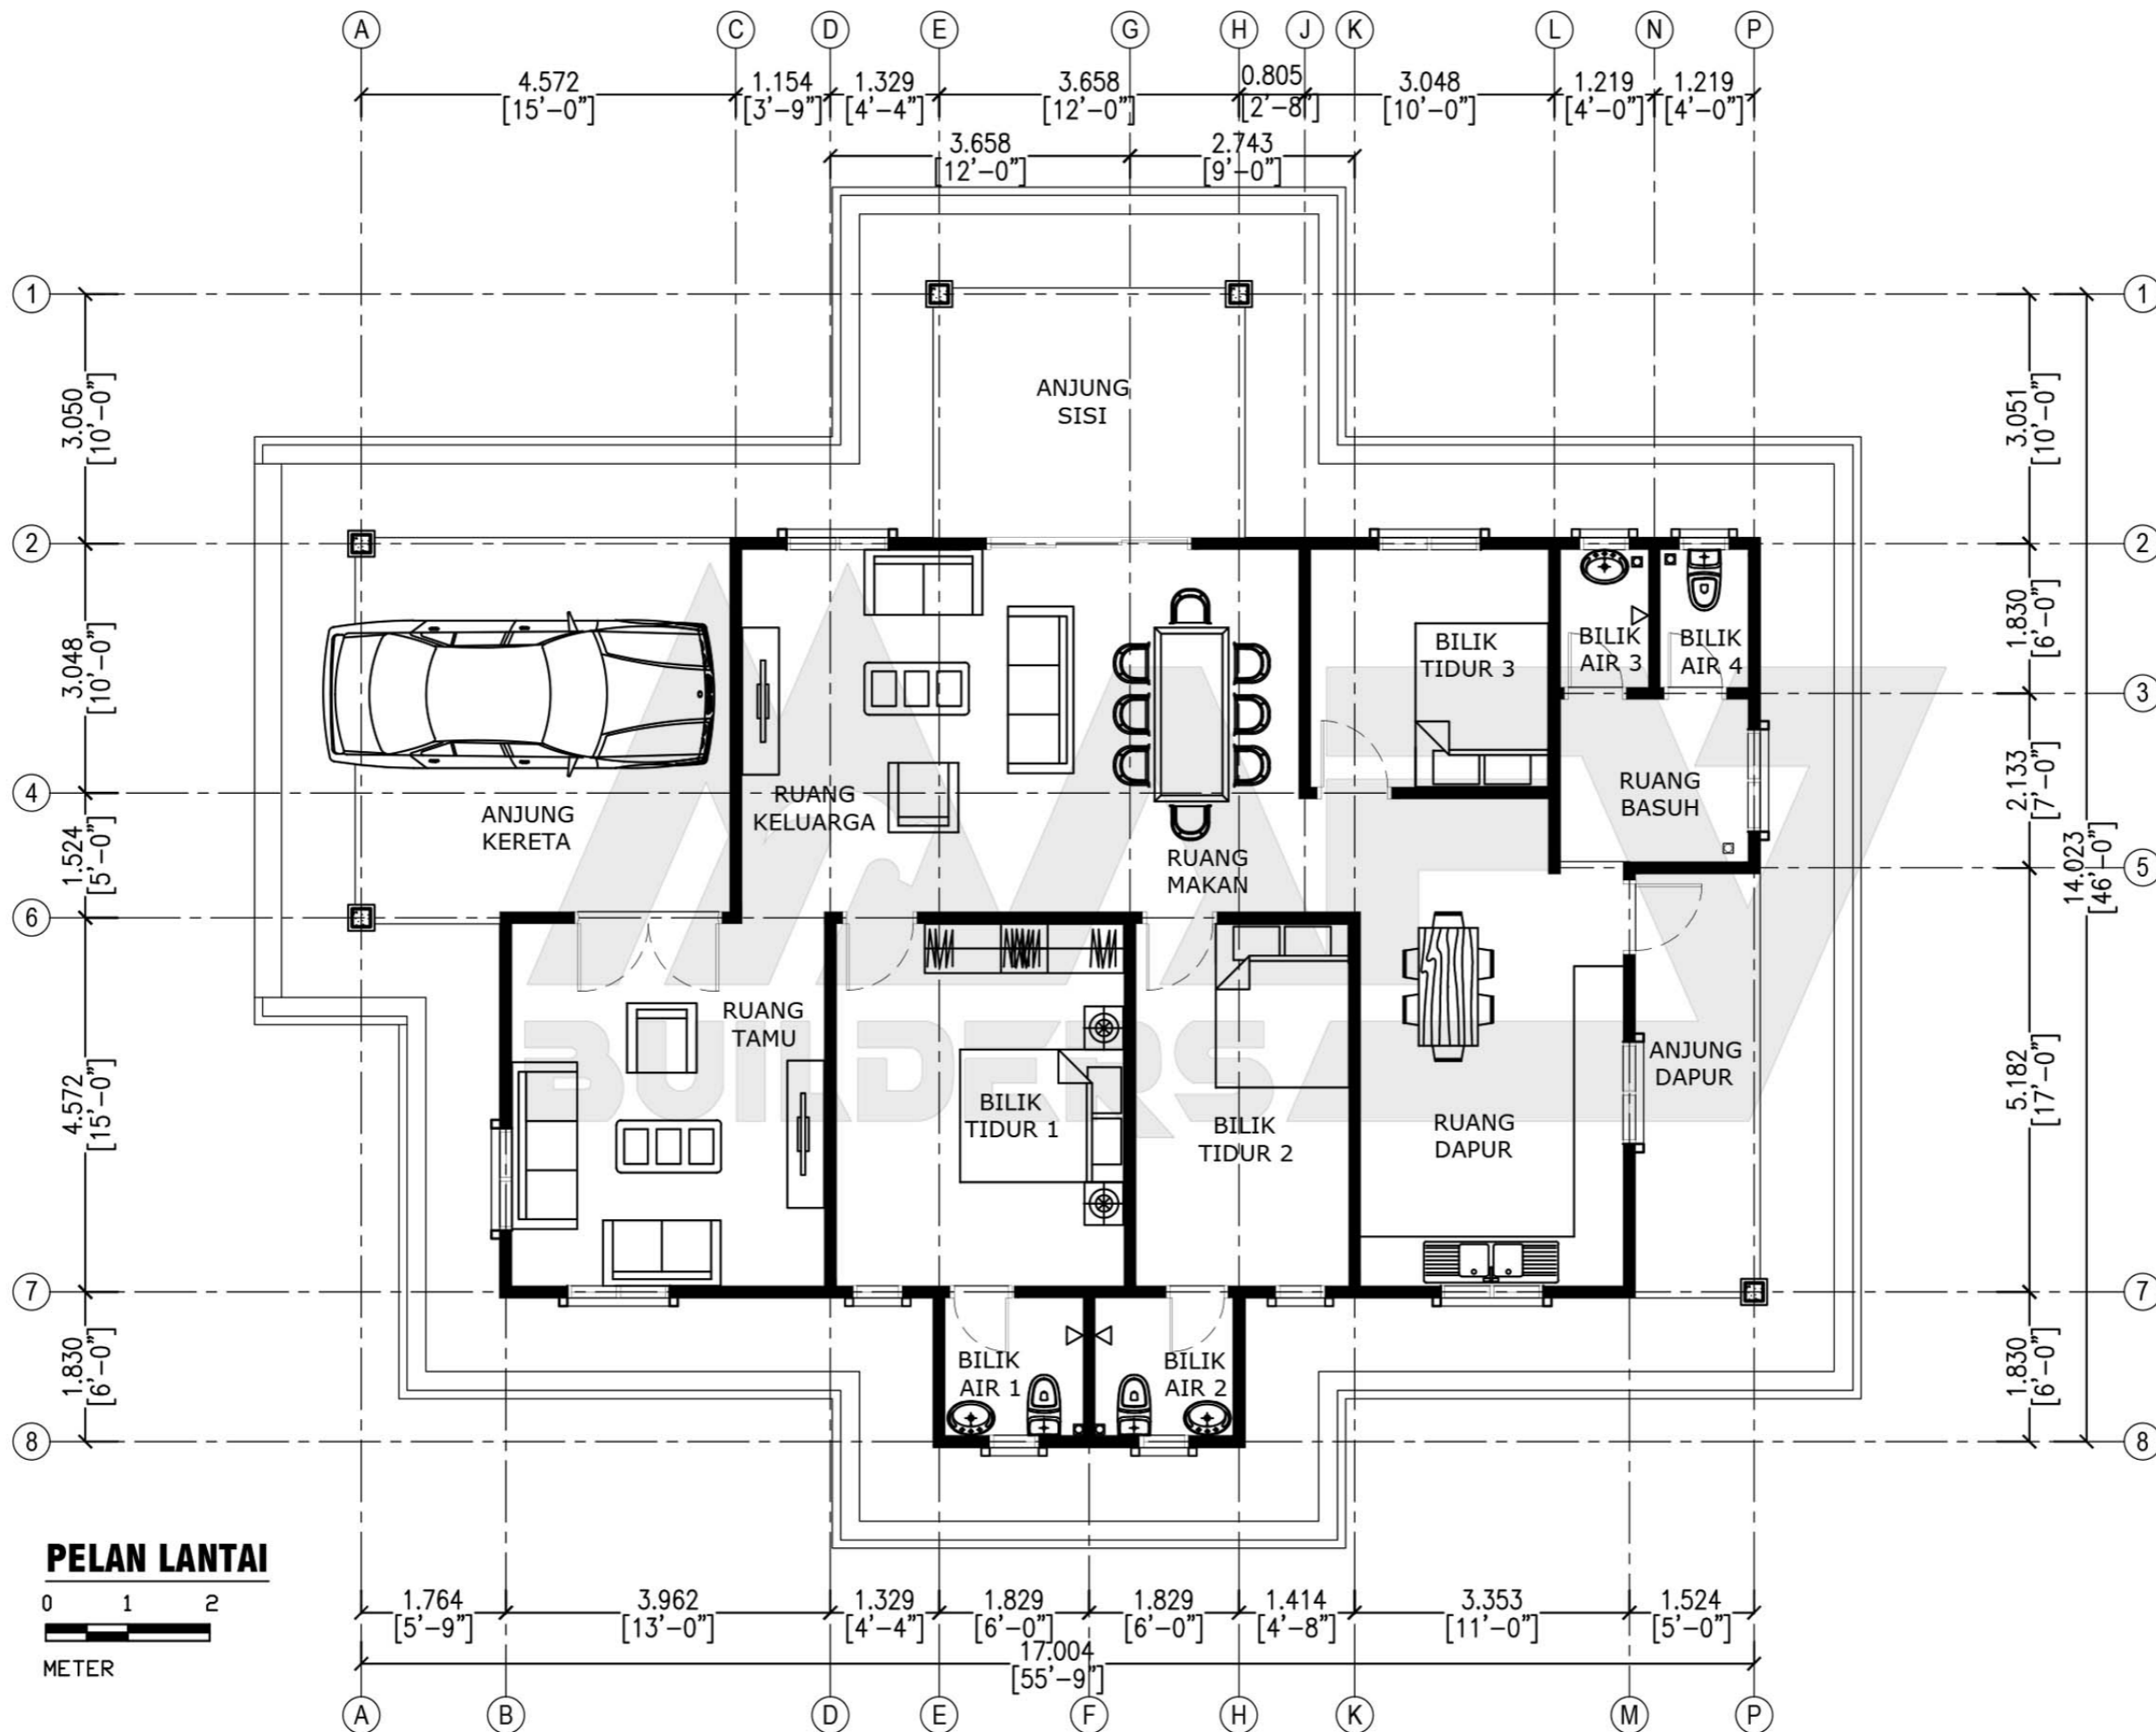 A C D E G H J K L N P
4.572 1.154 1.329 3.658 0.805 3.048 1.219 1.219
[15'-0"] [3'-9"] [4'-4"] [12'-0"] [2'-8"] [10'-0"] [4'-0"] [4'-0"]
3.658 2.743
[12'-0"] [9'-0"]
1 1
3.050
[10'-0"]
3.051
[10'-0"]
ANJUNG
SISI
2 2
3.048
[10'-0"]
1.830
[6'-0"]
BILIK
TIDUR 3
BILIK
AIR 3
BILIK
AIR 4
3
4
2.133
[7'-0"]
14.023
[46'-0"]
RUANG
BASUH
ANJUNG
KERETA
RUANG
KELUARGA
1.524
[5'-0"]
RUANG
MAKAN
5
6
4.572
[15'-0"]
5.182
[17'-0"]
RUANG
TAMU
BUILDERS
BILIK
TIDUR 1
BILIK
TIDUR 2
RUANG
DAPUR
ANJUNG
DAPUR
7 7
1.830
[6'-0"]
1.830
[6'-0"]
BILIK
AIR 1
BILIK
AIR 2
8 8
PELAN LANTAI
0 1 2
METER
1.764 3.962 1.329 1.829 1.829 1.414 3.353 1.524
[5'-9"] [13'-0"] [4'-4"] [6'-0"] [6'-0"] [4'-8"] [11'-0"] [5'-0"]
17.004
[55'-9"]
A B D E F H K M P